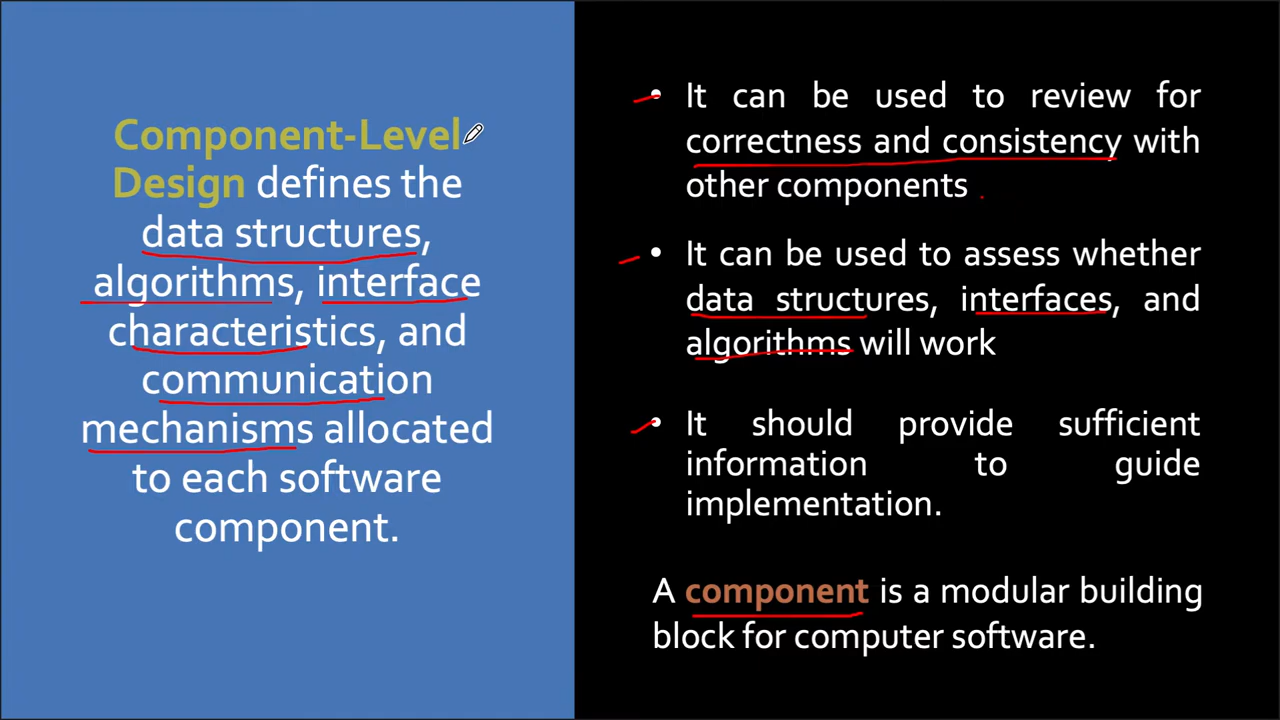 Component-Level
Design defines the
data structures,
algorithms, interface
characteristics, and
communication
mechanisms allocated
to each software
component.
• It can be used to review for
correctness and consistency with
other components
• It can be used to assess whether
data structures, interfaces, and
algorithms will work
• It should provide sufficient
information to guide
implementation.
A component is a modular building
block for computer software.